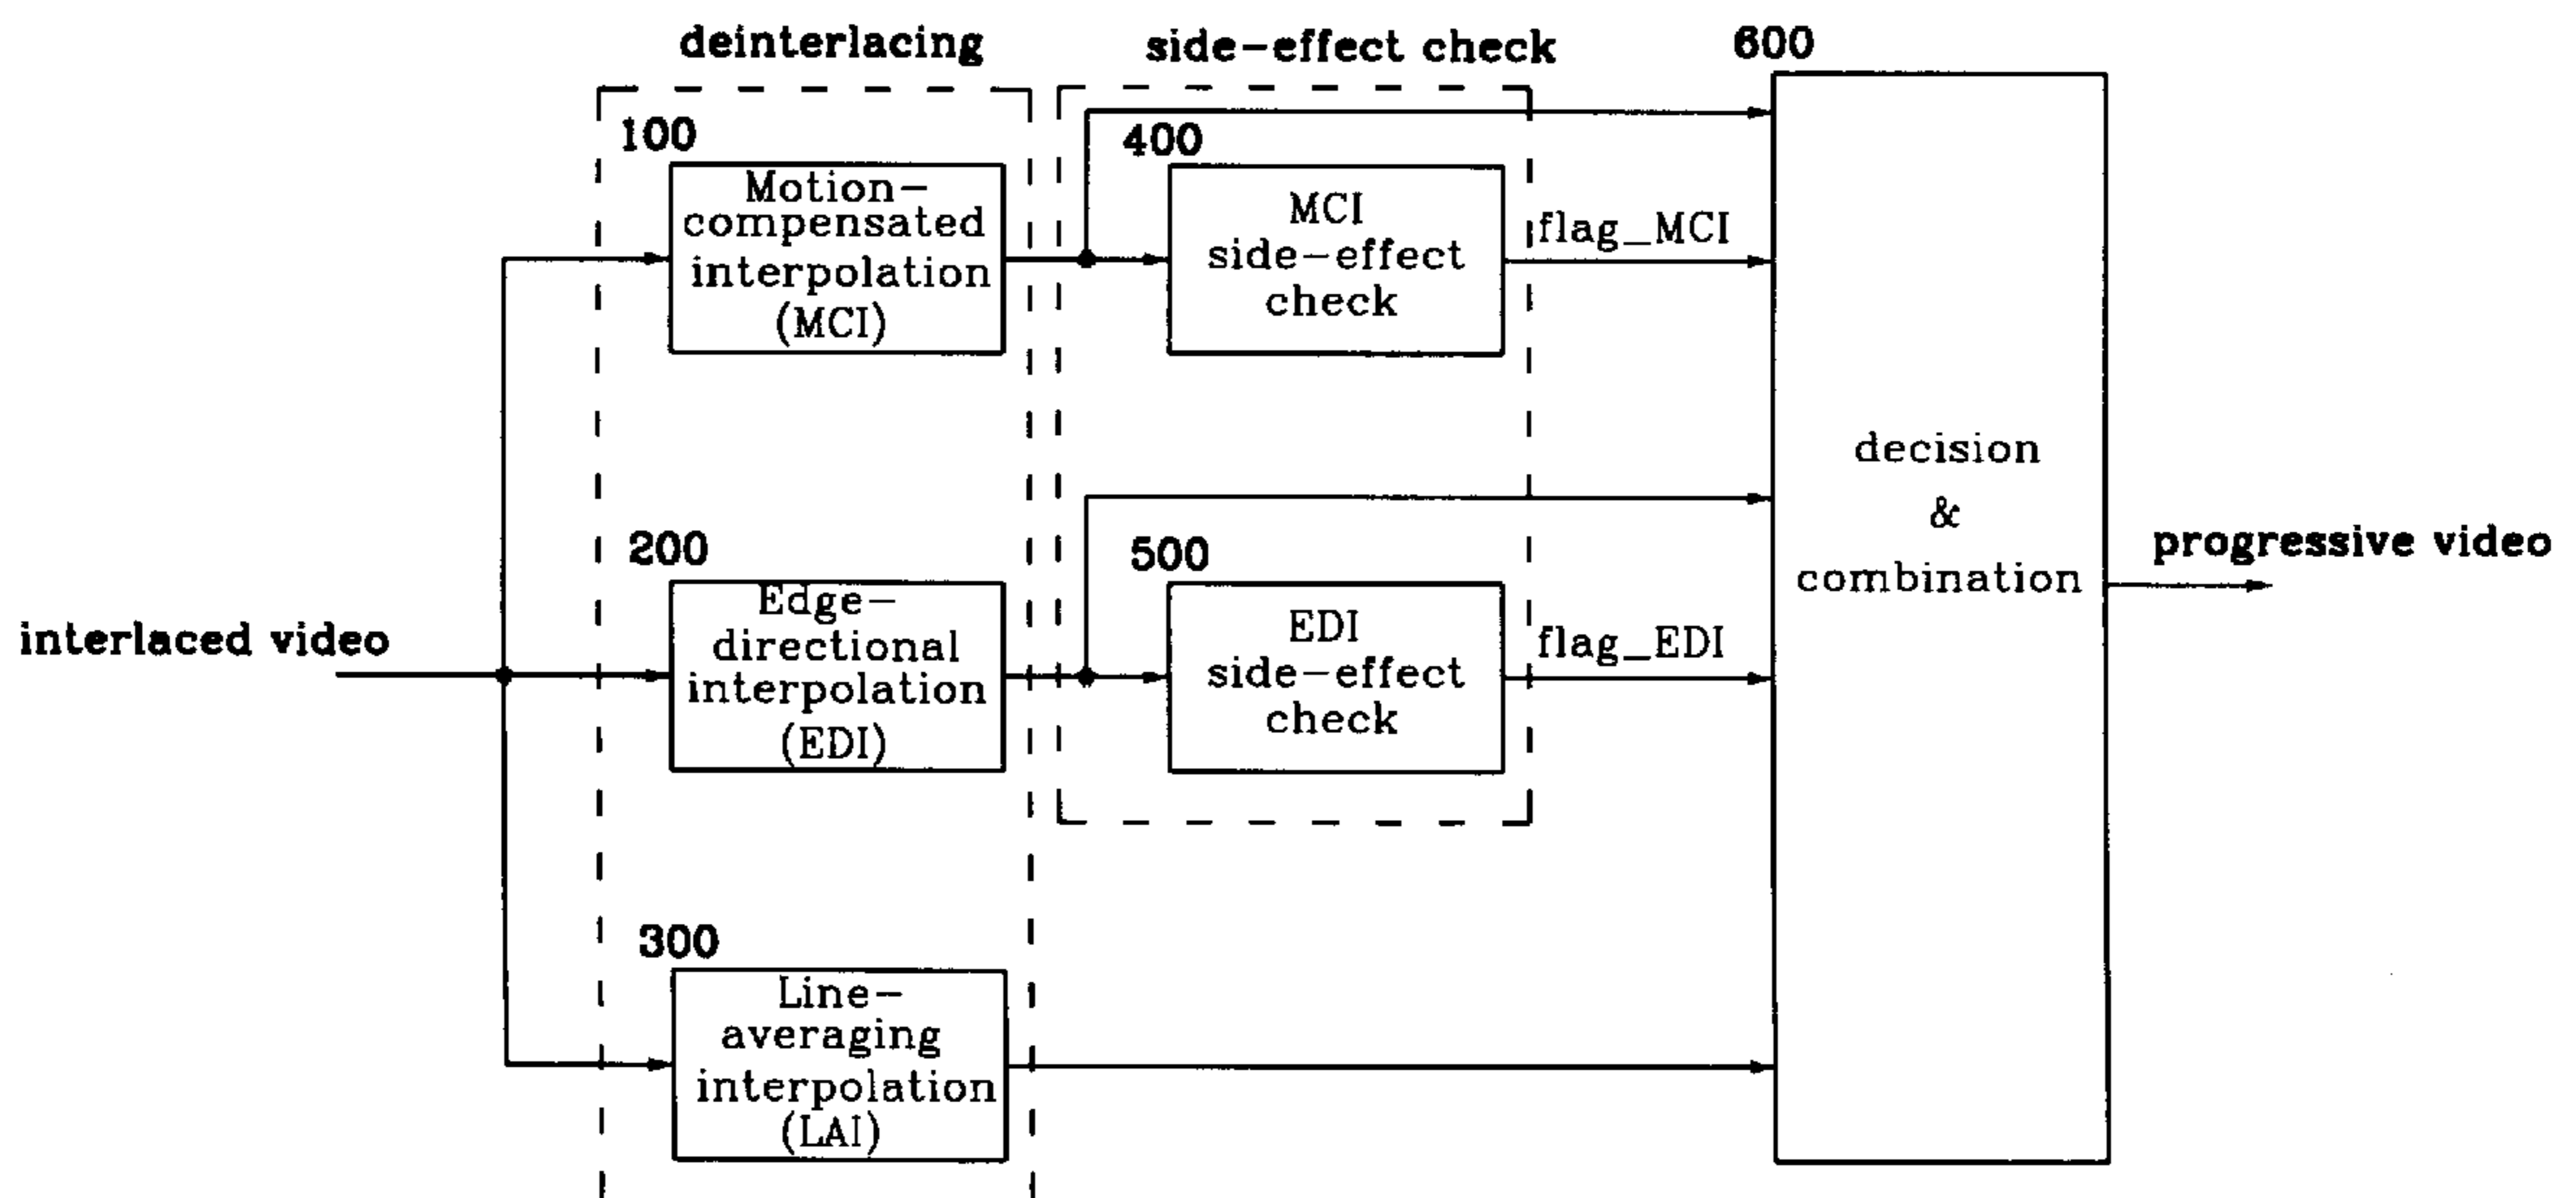 deinterlacing
side-effect check
600
100
Motion-
compensated
interpolation
(MCI)
400
MCI
side-effect
check
flag_MCI
200
Edge-
directional
interpolation
(EDI)
500
EDI
side-effect
check
flag_EDI
interlaced video
300
Line-
averaging
interpolation
(LAI)
decision
&
combination
progressive video